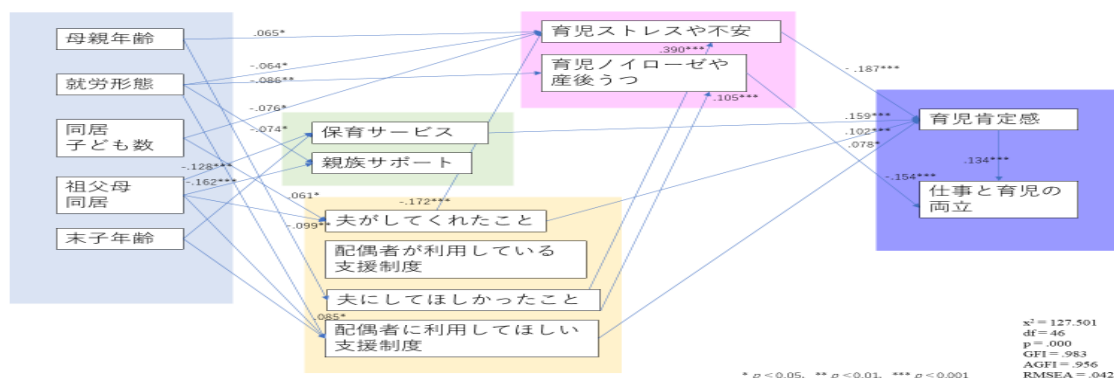 母親年齢
就労形態
同居
子ども数
祖父母
同居
末子年齢
.065*
-.064*
-.086**
-.076*
-.074*
-.128***
-.162***
.061*
-.099**
.085*
保育サービス
親族サポート
-.172***
夫がしてくれたこと
配偶者が利用している
支援制度
夫にしてほしかったこと
配偶者に利用してほしい
支援制度
育児ストレスや不安
.390***
育児ノイローゼや
産後うつ
.105***
-.187***
.159***
.102***
.078*
-.154***
育児肯定感
.134***
仕事と育児の
両立
x² = 127.501
df = 46
p = .000
GFI = .983
AGFI = .956
RMSEA = .042
* p<0.05, ** p<0.01, *** p<0.001